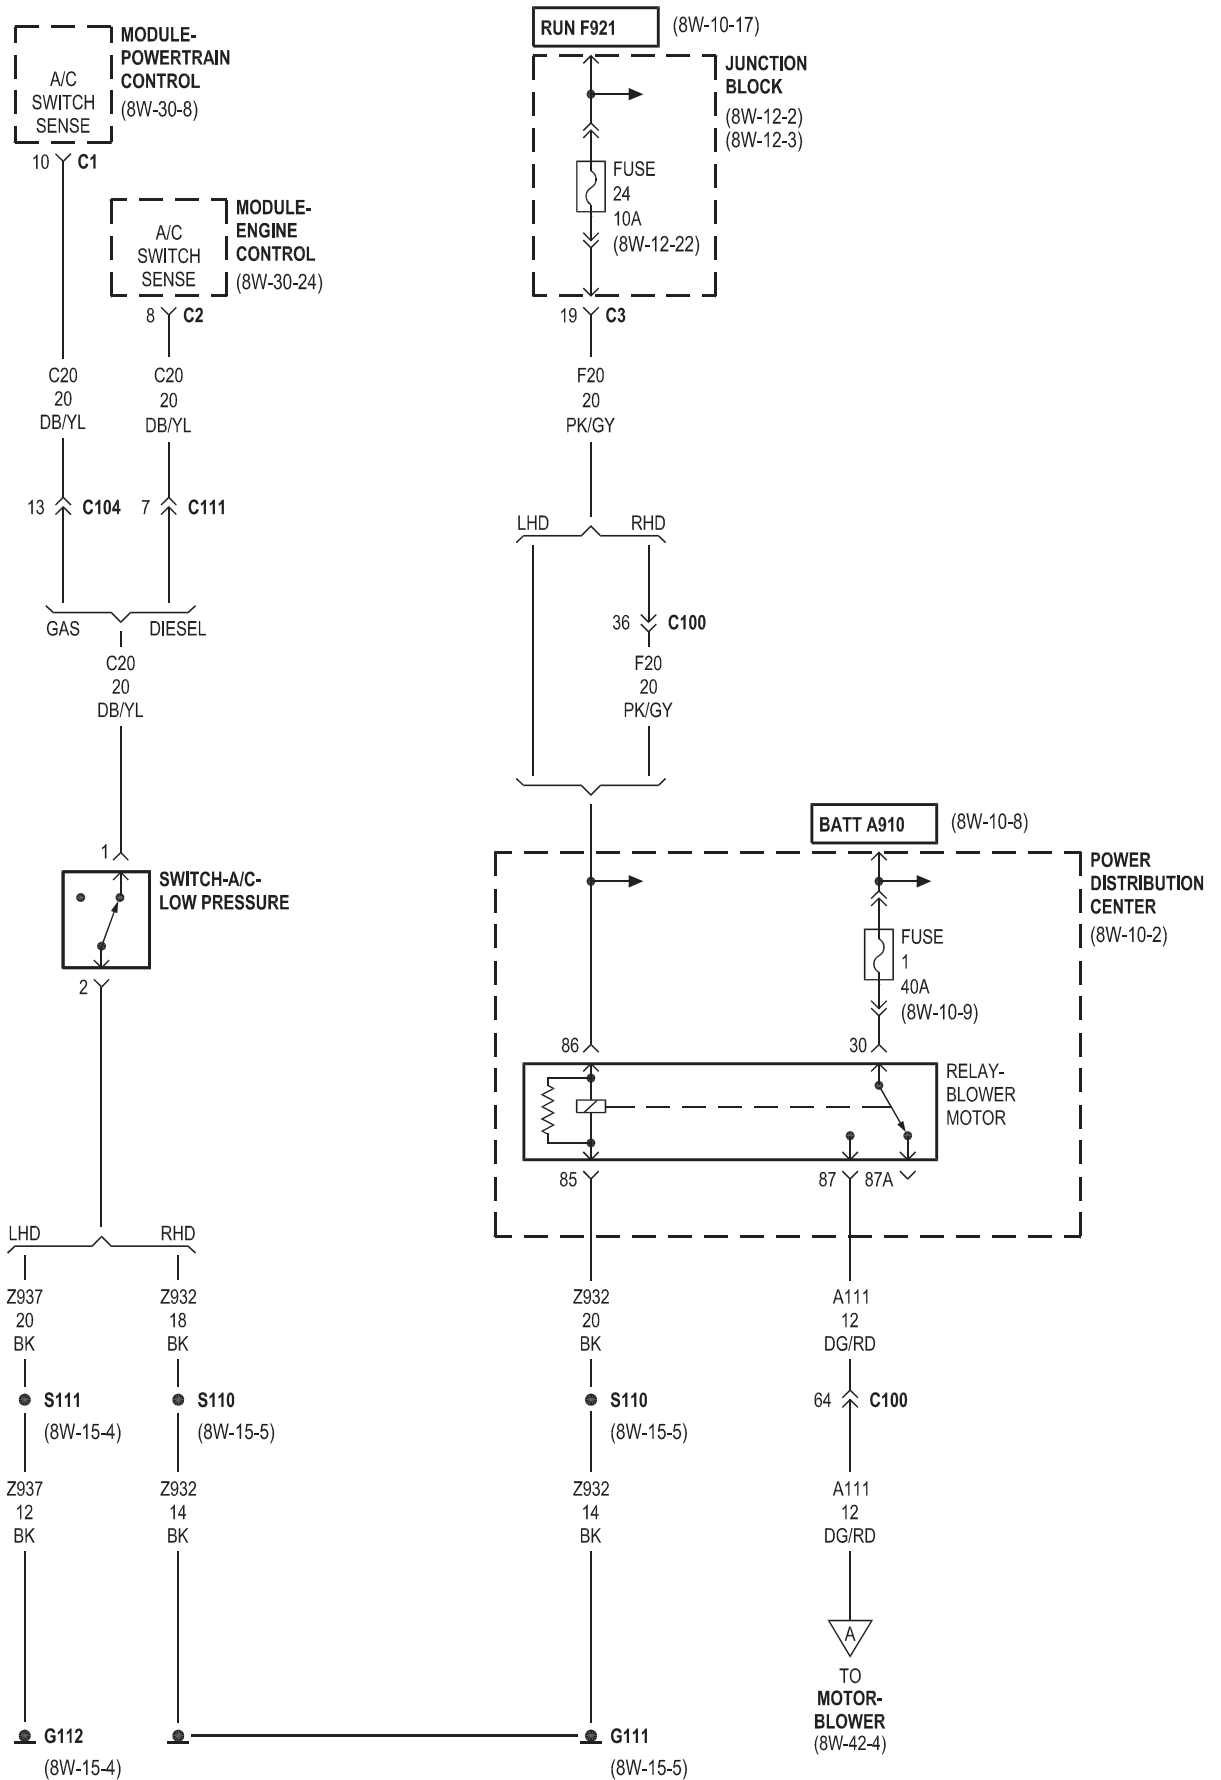 MODULE-
POWERTRAIN
CONTROL
(8W-30-8)
A/C
SWITCH
SENSE
10 C1
MODULE-
ENGINE
CONTROL
(8W-30-24)
A/C
SWITCH
SENSE
8 C2
C20
20
DB/YL
C20
20
DB/YL
13 C104
7 C111
GAS
DIESEL
C20
20
DB/YL
1
SWITCH-A/C-
LOW PRESSURE
2
LHD
RHD
Z937
20
BK
Z932
18
BK
S111
(8W-15-4)
S110
(8W-15-5)
Z937
12
BK
Z932
14
BK
G112
(8W-15-4)
RUN F921
(8W-10-17)
JUNCTION
BLOCK
(8W-12-2)
(8W-12-3)
FUSE
24
10A
(8W-12-22)
19 C3
F20
20
PK/GY
LHD
RHD
36 C100
F20
20
PK/GY
BATT A910
(8W-10-8)
POWER
DISTRIBUTION
CENTER
(8W-10-2)
FUSE
1
40A
(8W-10-9)
86
30
RELAY-
BLOWER
MOTOR
85
87
87A
Z932
20
BK
A111
12
DG/RD
S110
(8W-15-5)
64 C100
Z932
14
BK
A111
12
DG/RD
G111
(8W-15-5)
A
TO
MOTOR-
BLOWER
(8W-42-4)